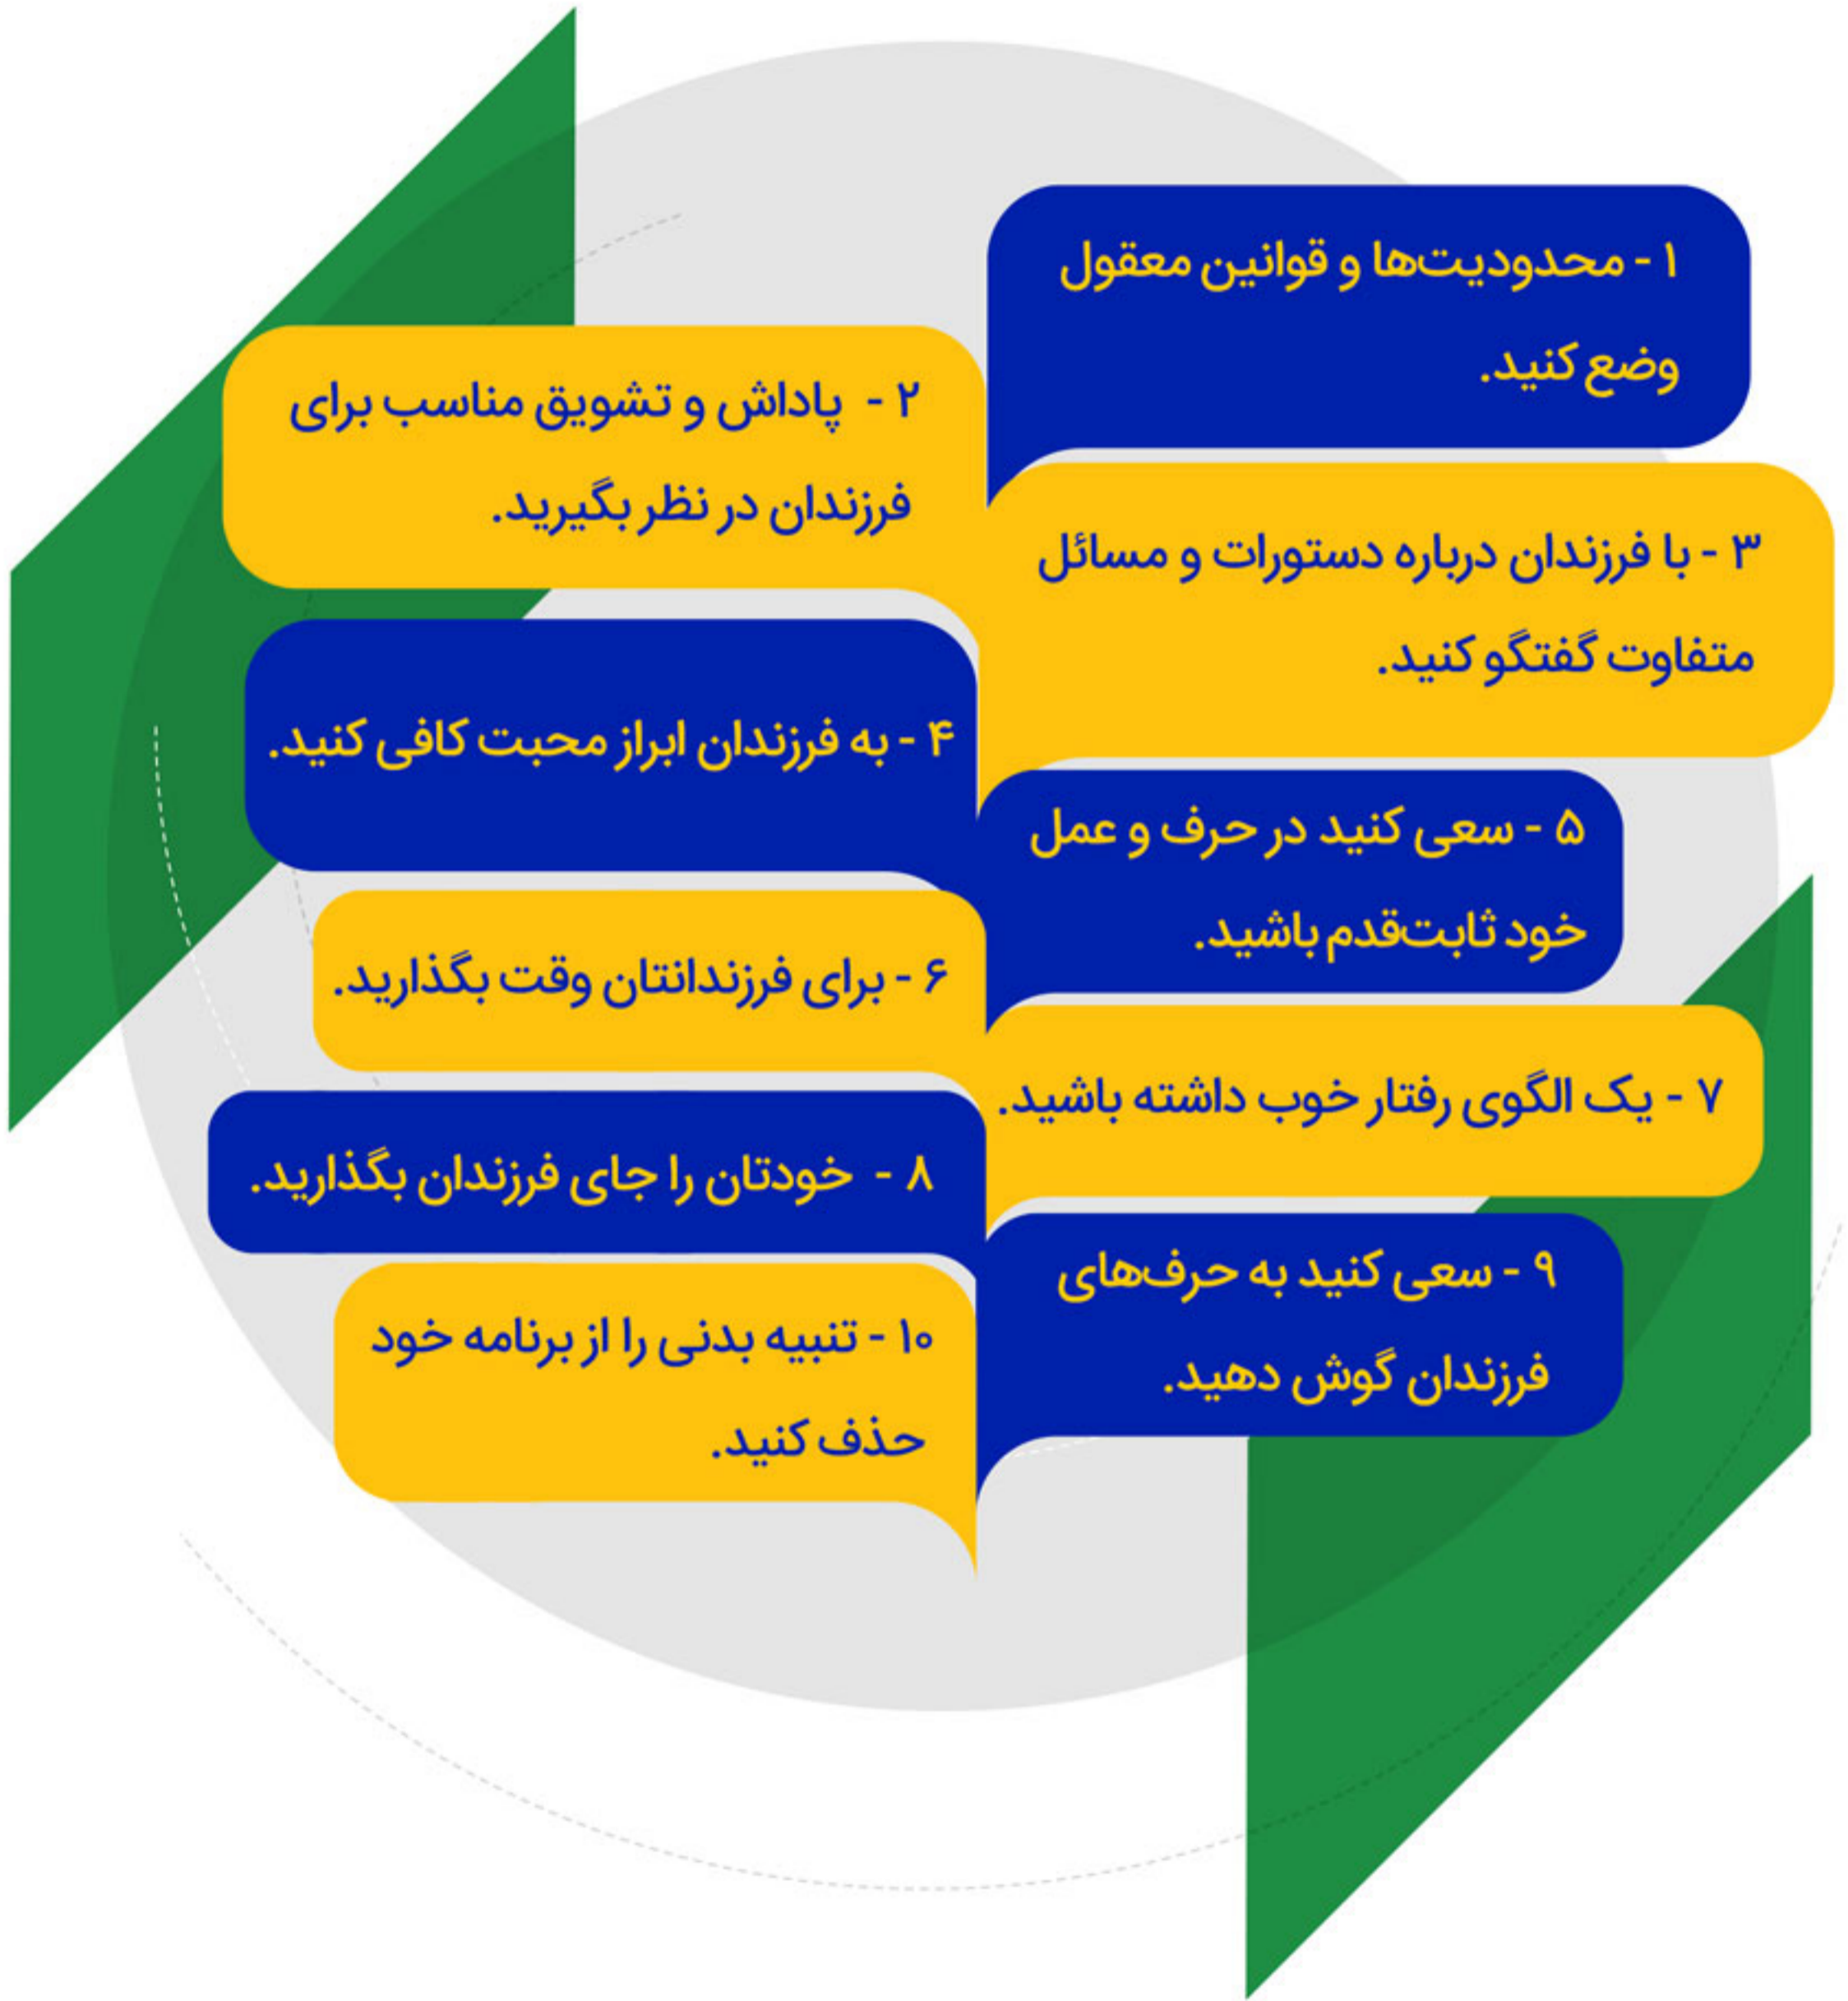 ۱ - محدودیت‌ها و قوانین معقول
وضع کنید.
۲ - پاداش و تشویق مناسب برای
فرزندان در نظر بگیرید.
۳ - با فرزندان درباره دستورات و مسائل
متفاوت گفتگو کنید.
۴ - به فرزندان ابراز محبت کافی کنید.
۵ - سعی کنید در حرف و عمل
خود ثابت‌قدم باشید.
۶ - برای فرزندانتان وقت بگذارید.
۷ - یک الگوی رفتار خوب داشته باشید.
۸ - خودتان را جای فرزندان بگذارید.
۹ - سعی کنید به حرف‌های
فرزندان گوش دهید.
۱۰ - تنبیه بدنی را از برنامه خود
حذف کنید.